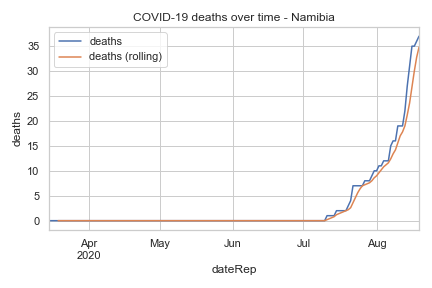 COVID-19 deaths over time - Namibia
deaths
deaths (rolling)
35
30
25
20
15
10
5
0
deaths
Apr
2020
May
Jun
Jul
Aug
dateRep